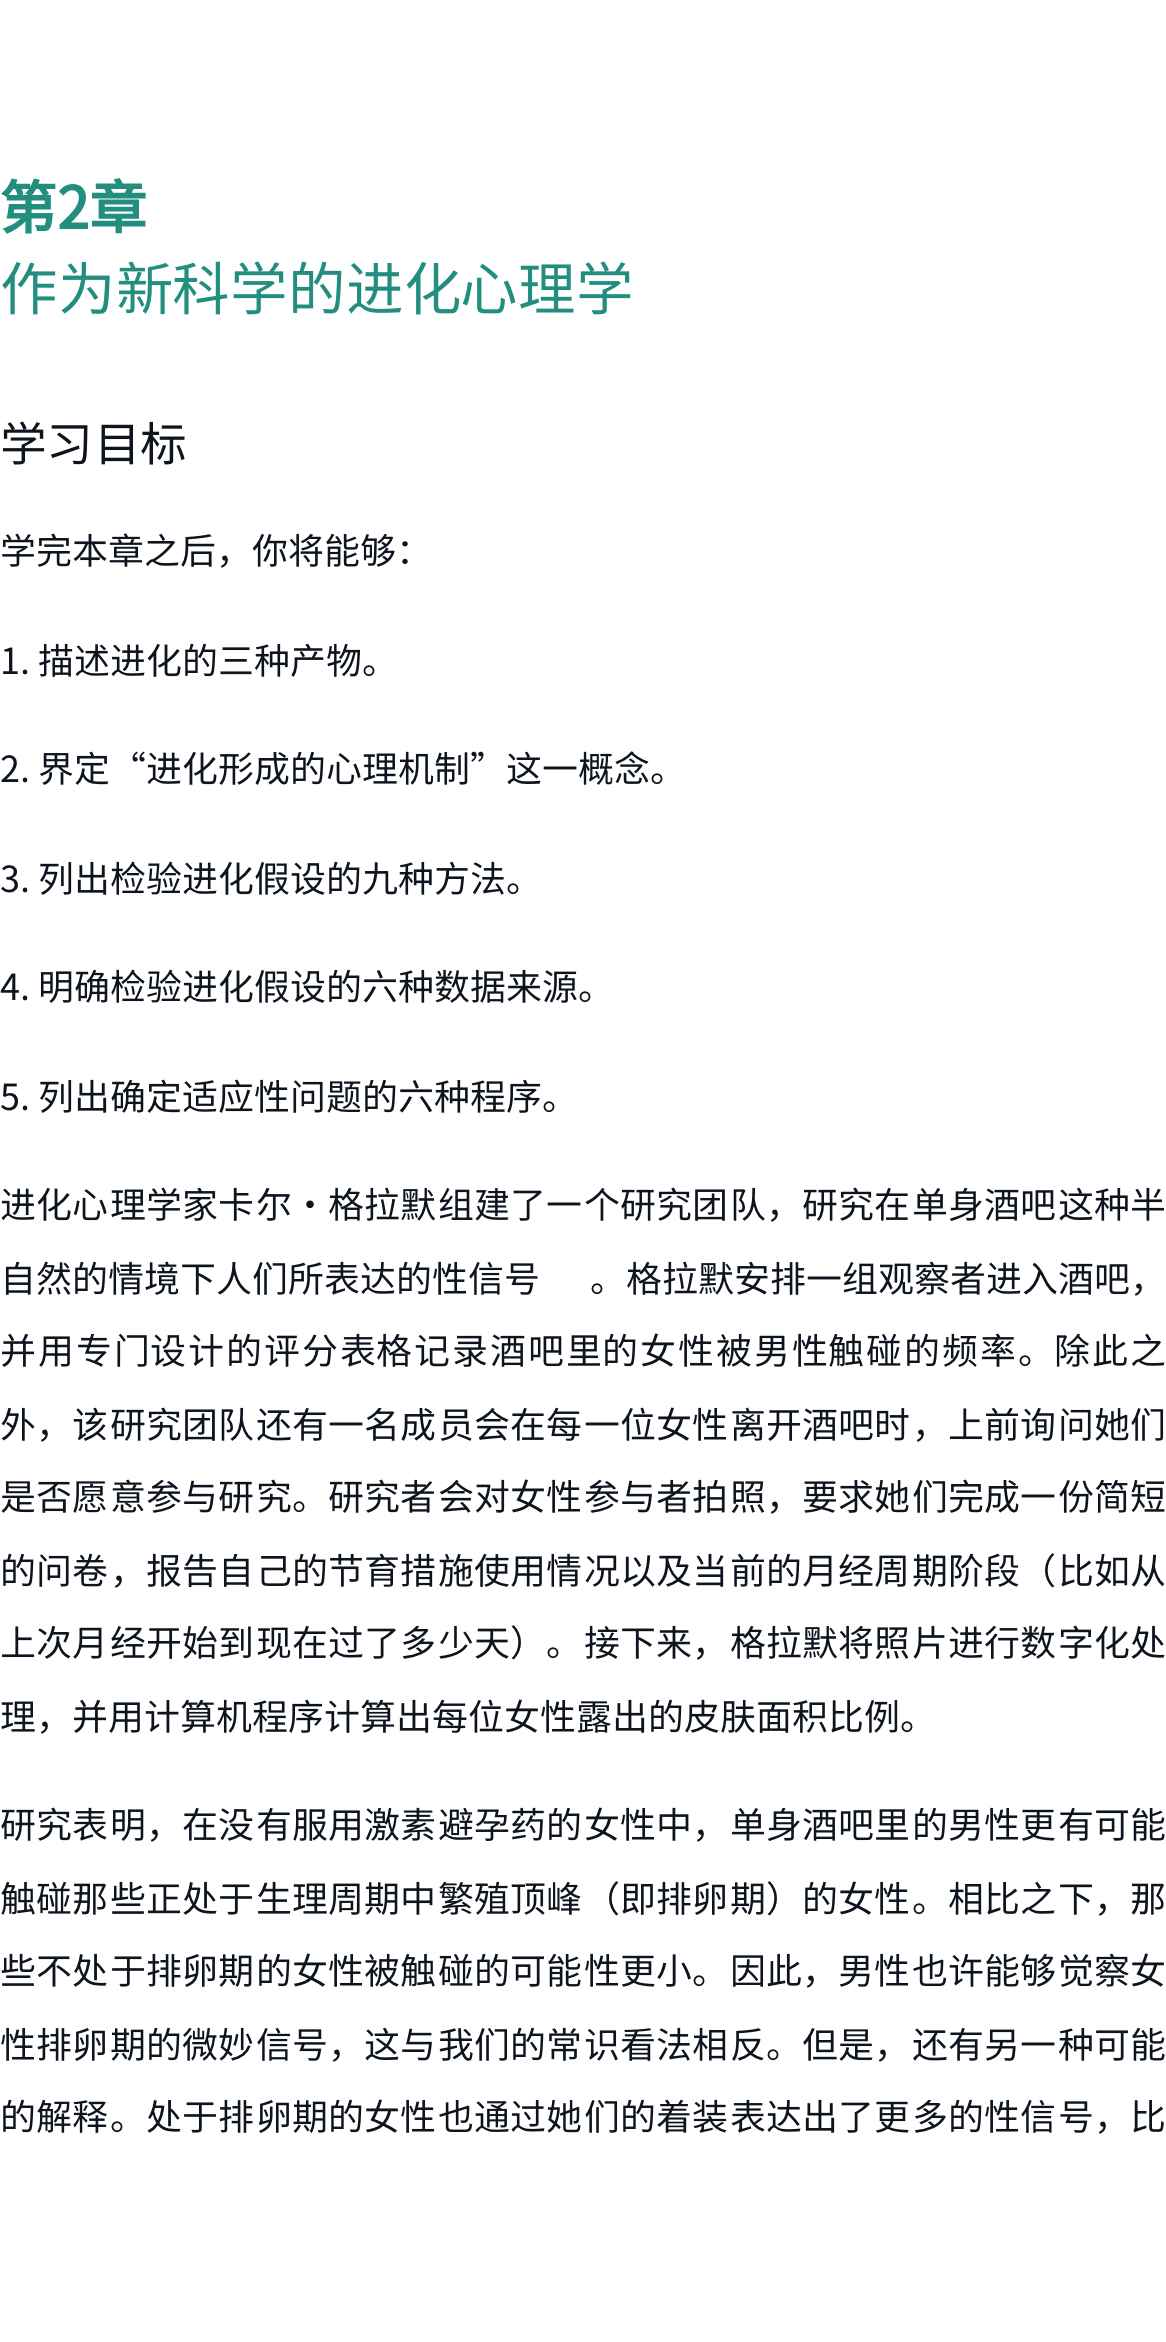 第2章
作为新科学的进化心理学
学习目标
学完本章之后，你将能够：
1. 描述进化的三种产物。
2. 界定“进化形成的心理机制”这一概念。
3. 列出检验进化假设的九种方法。
4. 明确检验进化假设的六种数据来源。
5. 列出确定适应性问题的六种程序。
进化心理学家卡尔·格拉默组建了一个研究团队，研究在单身酒吧这种半
自然的情境下人们所表达的性信号 。格拉默安排一组观察者进入酒吧，
并用专门设计的评分表格记录酒吧里的女性被男性触碰的频率。除此之
外，该研究团队还有一名成员会在每一位女性离开酒吧时，上前询问她们
是否愿意参与研究。研究者会对女性参与者拍照，要求她们完成一份简短
的问卷，报告自己的节育措施使用情况以及当前的月经周期阶段（比如从
上次月经开始到现在过了多少天）。接下来，格拉默将照片进行数字化处
理，并用计算机程序计算出每位女性露出的皮肤面积比例。
研究表明，在没有服用激素避孕药的女性中，单身酒吧里的男性更有可能
触碰那些正处于生理周期中繁殖顶峰（即排卵期）的女性。相比之下，那
些不处于排卵期的女性被触碰的可能性更小。因此，男性也许能够觉察女
性排卵期的微妙信号，这与我们的常识看法相反。但是，还有另一种可能
的解释。处于排卵期的女性也通过她们的着装表达出了更多的性信号，比